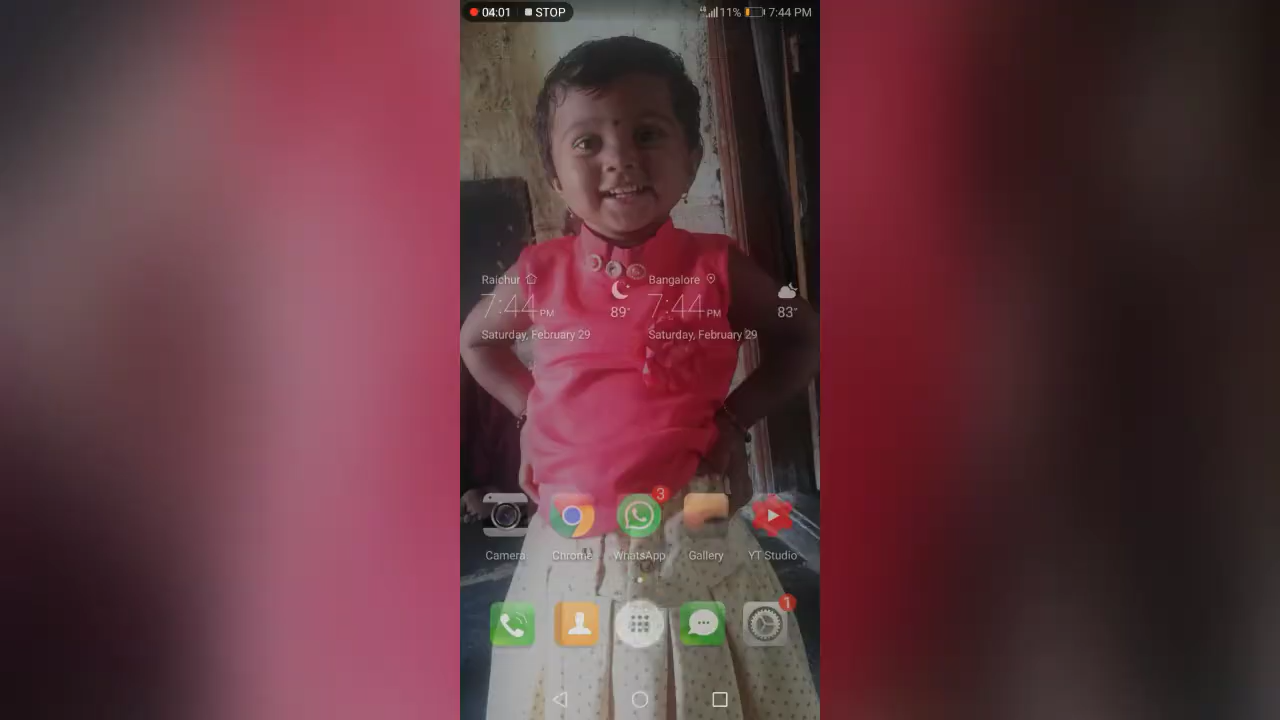 04:01 STOP 4G 11% 7:44 PM
Raichur Bangalore
7:44 PM 89° 7:44 PM 83°
Saturday, February 29 Saturday, February 29
3
Camera Chrome WhatsApp Gallery YT Studio
1